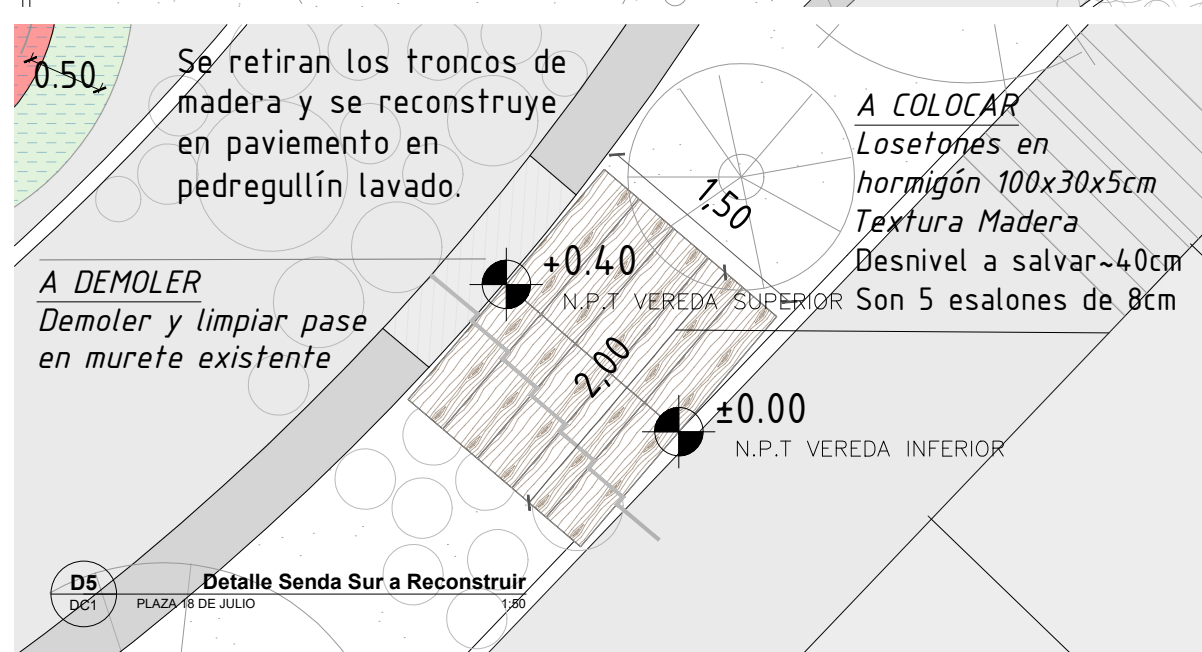 0.50
Se retiran los troncos de
madera y se reconstruye
en paviemento en
pedregullín lavado.
A COLOCAR
Losetones en
hormigón 100x30x5cm
Textura Madera
Desnivel a salvar~40cm
Son 5 esalones de 8cm
1,50
+0.40
N.P.T VEREDA SUPERIOR
A DEMOLER
Demoler y limpiar pase
en murete existente
2,00
±0.00
N.P.T VEREDA INFERIOR
D5
DC1
Detalle Senda Sur a Reconstruir
PLAZA 18 DE JULIO
1:50